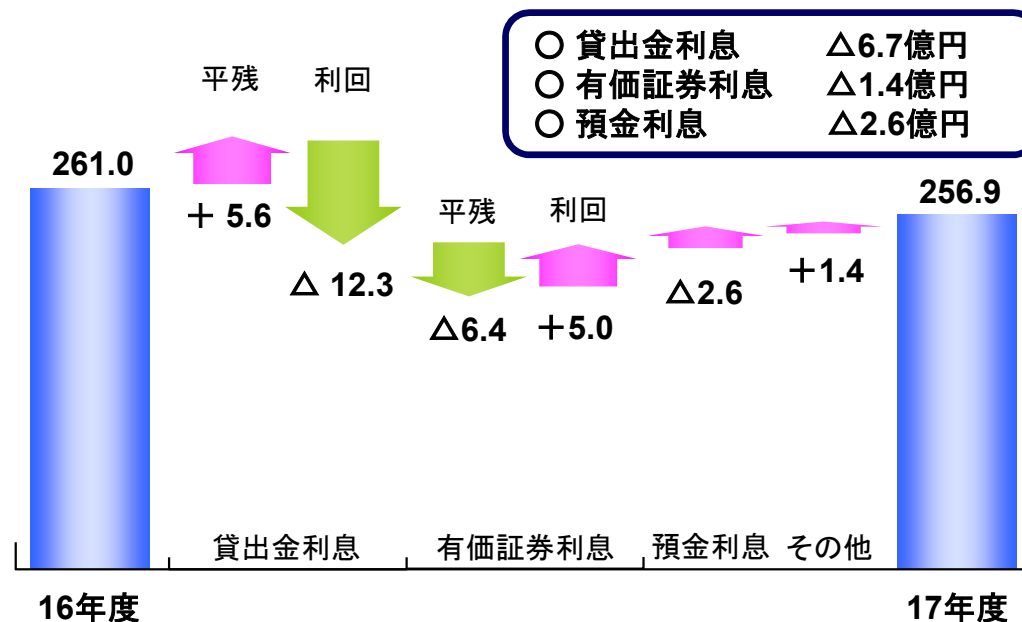 ○ 貸出金利息 △6.7億円
○ 有価証券利息 △1.4億円
○ 預金利息 △2.6億円
平残 利回
261.0
＋ 5.6
△ 12.3
平残 利回
△6.4
＋5.0
△2.6
＋1.4
256.9
貸出金利息 有価証券利息 預金利息 その他
16年度 17年度